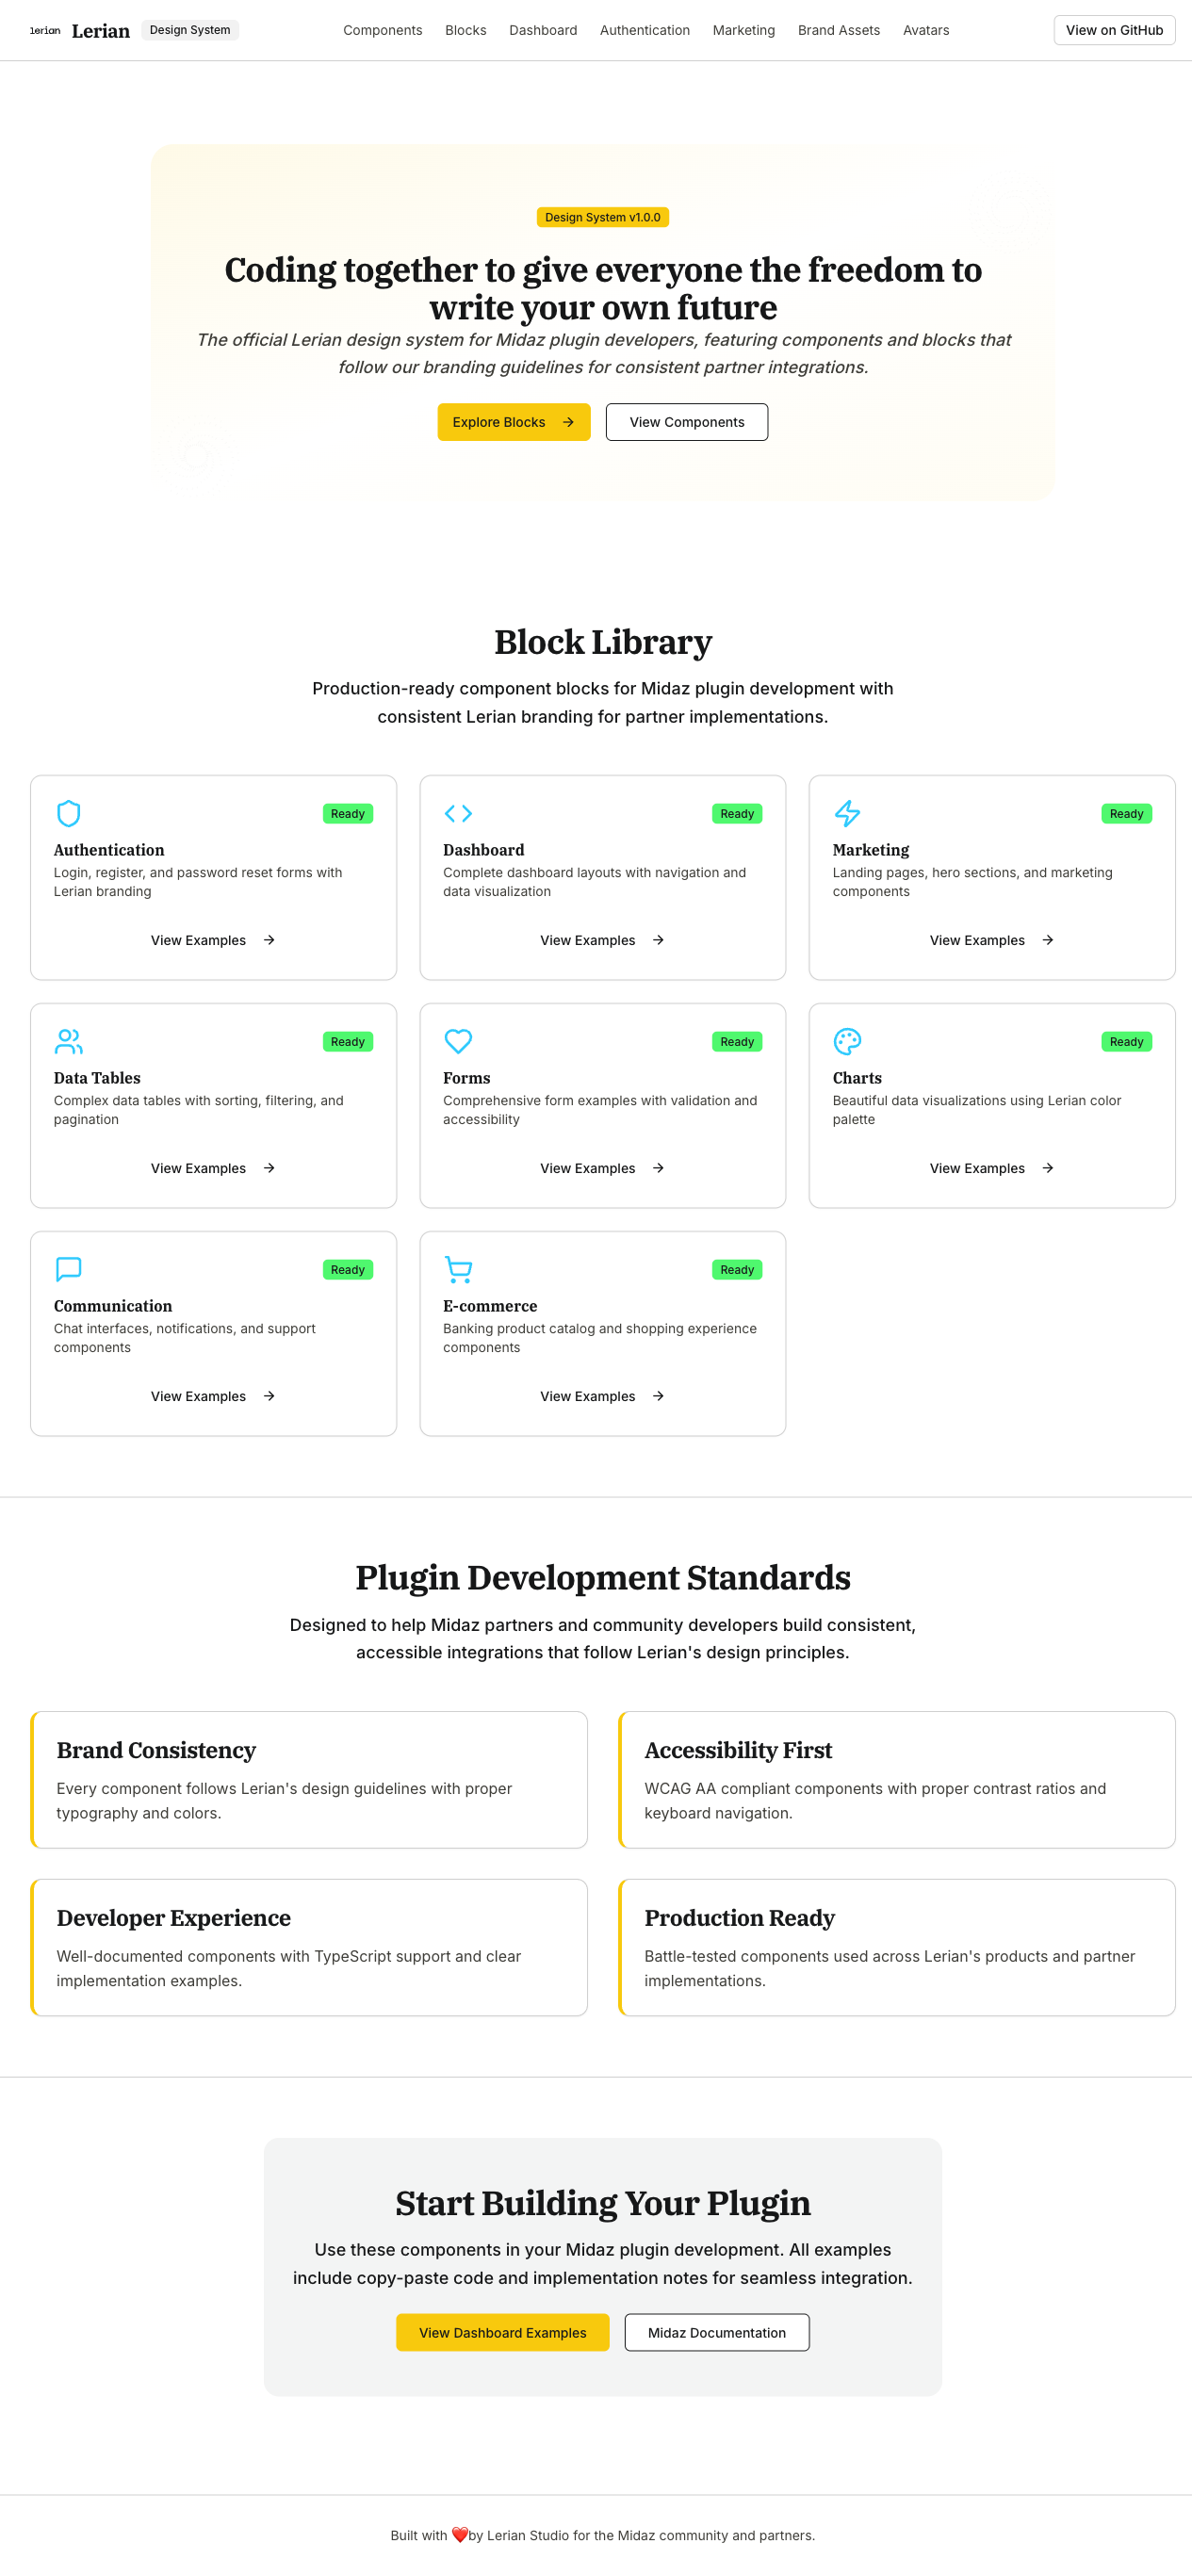 lerian Lerian Design System Components Blocks Dashboard Authentication Marketing Brand Assets Avatars View on GitHub
Design System v1.0.0
Coding together to give everyone the freedom to
write your own future
The official Lerian design system for Midaz plugin developers, featuring components and blocks that
follow our branding guidelines for consistent partner integrations.
Explore Blocks → View Components
Block Library
Production-ready component blocks for Midaz plugin development with
consistent Lerian branding for partner implementations.
Ready
Authentication
Login, register, and password reset forms with
Lerian branding
View Examples →
Ready
Dashboard
Complete dashboard layouts with navigation and
data visualization
View Examples →
Ready
Marketing
Landing pages, hero sections, and marketing
components
View Examples →
Ready
Data Tables
Complex data tables with sorting, filtering, and
pagination
View Examples →
Ready
Forms
Comprehensive form examples with validation and
accessibility
View Examples →
Ready
Charts
Beautiful data visualizations using Lerian color
palette
View Examples →
Ready
Communication
Chat interfaces, notifications, and support
components
View Examples →
Ready
E-commerce
Banking product catalog and shopping experience
components
View Examples →
Plugin Development Standards
Designed to help Midaz partners and community developers build consistent,
accessible integrations that follow Lerian's design principles.
Brand Consistency
Every component follows Lerian's design guidelines with proper
typography and colors.
Accessibility First
WCAG AA compliant components with proper contrast ratios and
keyboard navigation.
Developer Experience
Well-documented components with TypeScript support and clear
implementation examples.
Production Ready
Battle-tested components used across Lerian's products and partner
implementations.
Start Building Your Plugin
Use these components in your Midaz plugin development. All examples
include copy-paste code and implementation notes for seamless integration.
View Dashboard Examples Midaz Documentation
Built with ❤️by Lerian Studio for the Midaz community and partners.